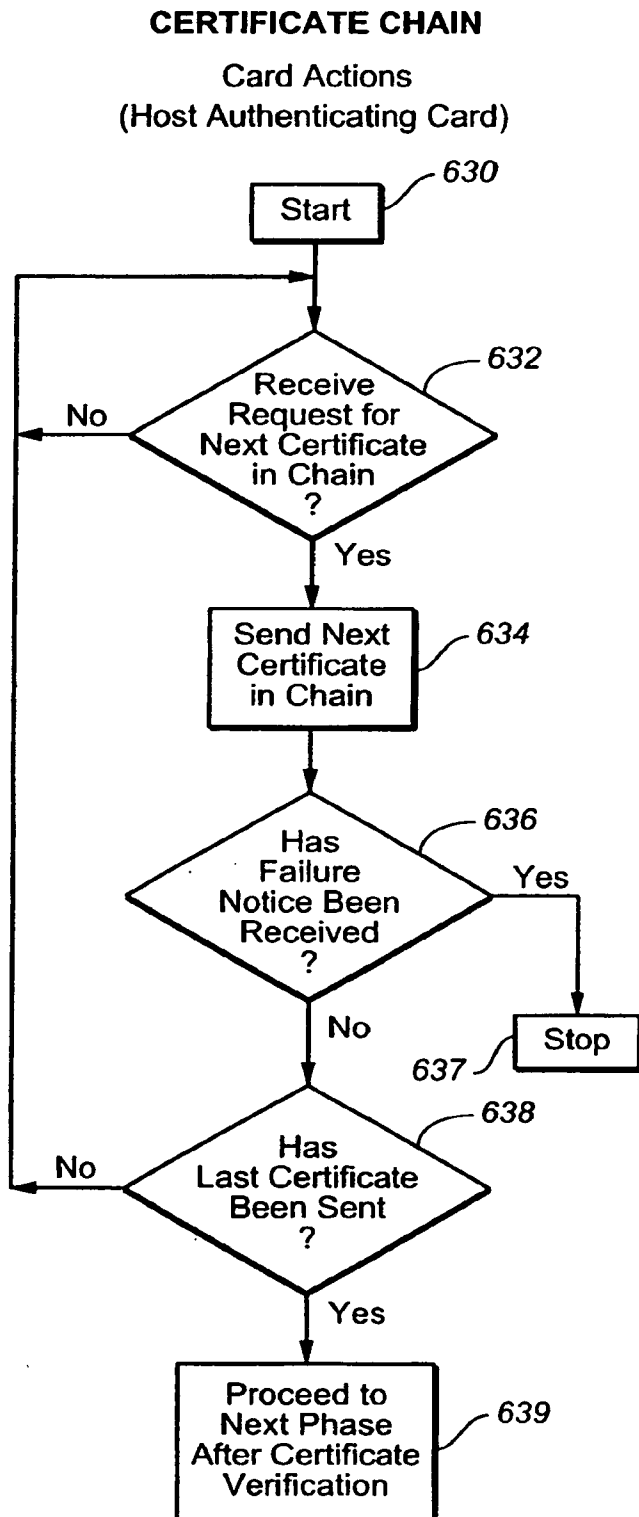 CERTIFICATE CHAIN
Card Actions
(Host Authenticating Card)
630
Start
632
Receive
Request for
Next Certificate
in Chain
?
No
Yes
634
Send Next
Certificate
in Chain
636
Has
Failure
Notice Been
Received
?
Yes
No
Stop
637
638
Has
Last Certificate
Been Sent
?
No
Yes
639
Proceed to
Next Phase
After Certificate
Verification